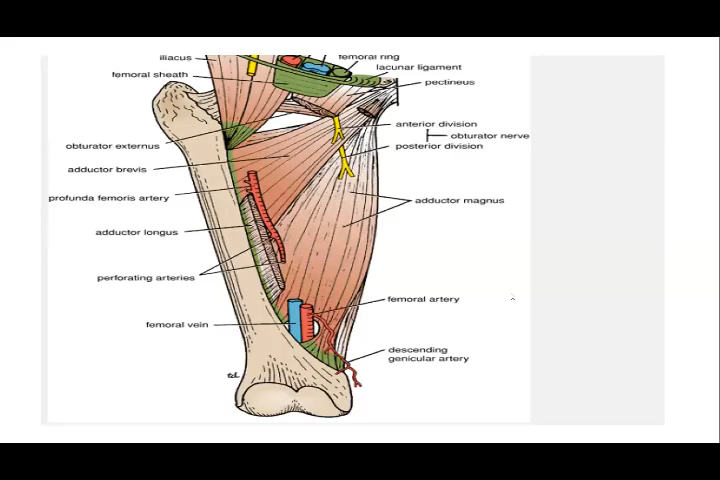 iliacus
femoral ring
lacunar ligament
femoral sheath
pectineus
anterior division
obturator nerve
obturator externus
posterior division
adductor brevis
profunda femoris artery
adductor magnus
adductor longus
perforating arteries
femoral artery
femoral vein
descending
genicular artery